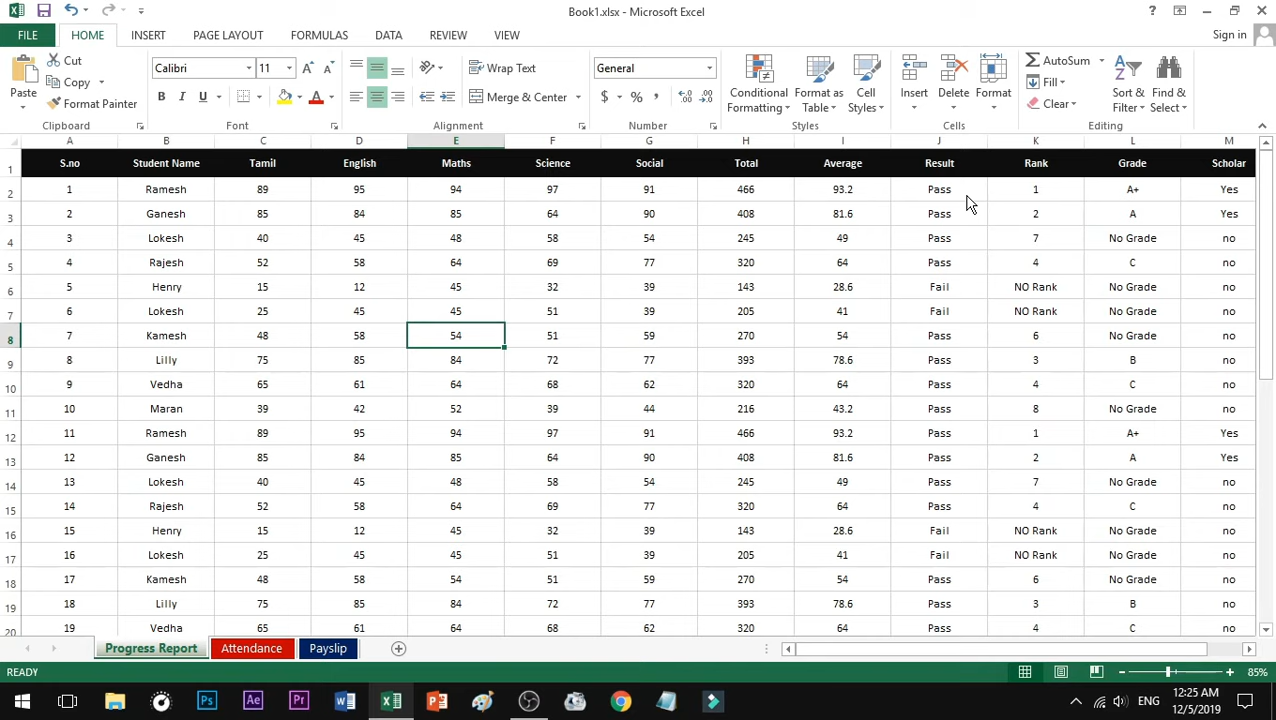 Book1.xlsx - Microsoft Excel
?
FILE HOME INSERT PAGE LAYOUT FORMULAS DATA REVIEW VIEW Sign in
Paste
Cut
Copy
Format Painter
Clipboard
Calibri 11
B I U
Font
Wrap Text
Merge & Center
Alignment
General
$ % ,
Number
Conditional Formatting
Format as Table
Cell Styles
Styles
Insert Delete Format
Cells
AutoSum
Fill
Clear
Sort & Filter
Find & Select
Editing
A B C D E F G H I J K L M
1 S.no Student Name Tamil English Maths Science Social Total Average Result Rank Grade Scholar
2 1 Ramesh 89 95 94 97 91 466 93.2 Pass 1 A+ Yes
3 2 Ganesh 85 84 85 64 90 408 81.6 Pass 2 A Yes
4 3 Lokesh 40 45 48 58 54 245 49 Pass 7 No Grade no
5 4 Rajesh 52 58 64 69 77 320 64 Pass 4 C no
6 5 Henry 15 12 45 32 39 143 28.6 Fail NO Rank No Grade no
7 6 Lokesh 25 45 45 51 39 205 41 Fail NO Rank No Grade no
8 7 Kamesh 48 58 54 51 59 270 54 Pass 6 No Grade no
9 8 Lilly 75 85 84 72 77 393 78.6 Pass 3 B no
10 9 Vedha 65 61 64 68 62 320 64 Pass 4 C no
11 10 Maran 39 42 52 39 44 216 43.2 Pass 8 No Grade no
12 11 Ramesh 89 95 94 97 91 466 93.2 Pass 1 A+ Yes
13 12 Ganesh 85 84 85 64 90 408 81.6 Pass 2 A Yes
14 13 Lokesh 40 45 48 58 54 245 49 Pass 7 No Grade no
15 14 Rajesh 52 58 64 69 77 320 64 Pass 4 C no
16 15 Henry 15 12 45 32 39 143 28.6 Fail NO Rank No Grade no
17 16 Lokesh 25 45 45 51 39 205 41 Fail NO Rank No Grade no
18 17 Kamesh 48 58 54 51 59 270 54 Pass 6 No Grade no
19 18 Lilly 75 85 84 72 77 393 78.6 Pass 3 B no
20 19 Vedha 65 61 64 68 62 320 64 Pass 4 C no
Progress Report Attendance Payslip
READY 85%
Ps Ae Pr
ENG
12:25 AM
12/5/2019